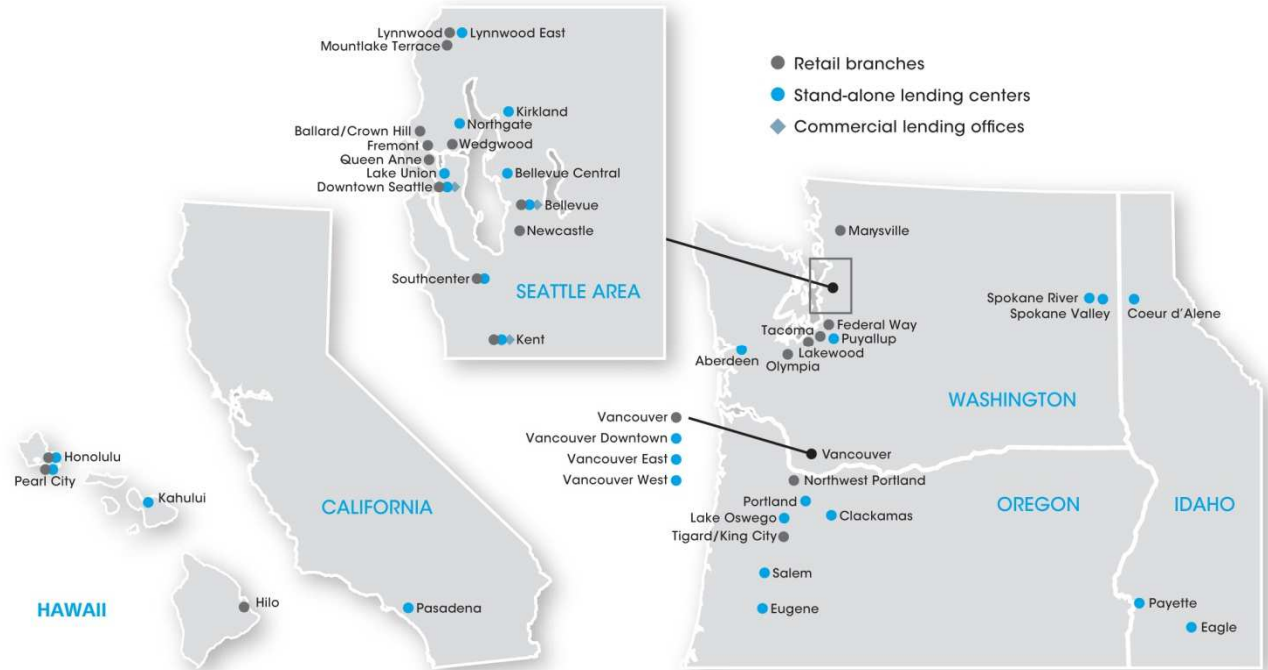 Lynnwood
Lynnwood East
Mountlake Terrace
Kirkland
Northgate
Ballard/Crown Hill
Fremont
Wedgwood
Queen Anne
Lake Union
Bellevue Central
Downtown Seattle
Bellevue
Newcastle
Southcenter
SEATTLE AREA
Kent
Retail branches
Stand-alone lending centers
Commercial lending offices
Marysville
Spokane River
Spokane Valley
Coeur d'Alene
Federal Way
Tacoma
Puyallup
Lakewood
Aberdeen
Olympia
WASHINGTON
Vancouver
Vancouver Downtown
Vancouver East
Vancouver West
Vancouver
Northwest Portland
Portland
Lake Oswego
Clackamas
Tigard/King City
OREGON
IDAHO
Salem
Eugene
Payette
Eagle
Honolulu
Pearl City
Kahului
CALIFORNIA
HAWAII
Hilo
Pasadena